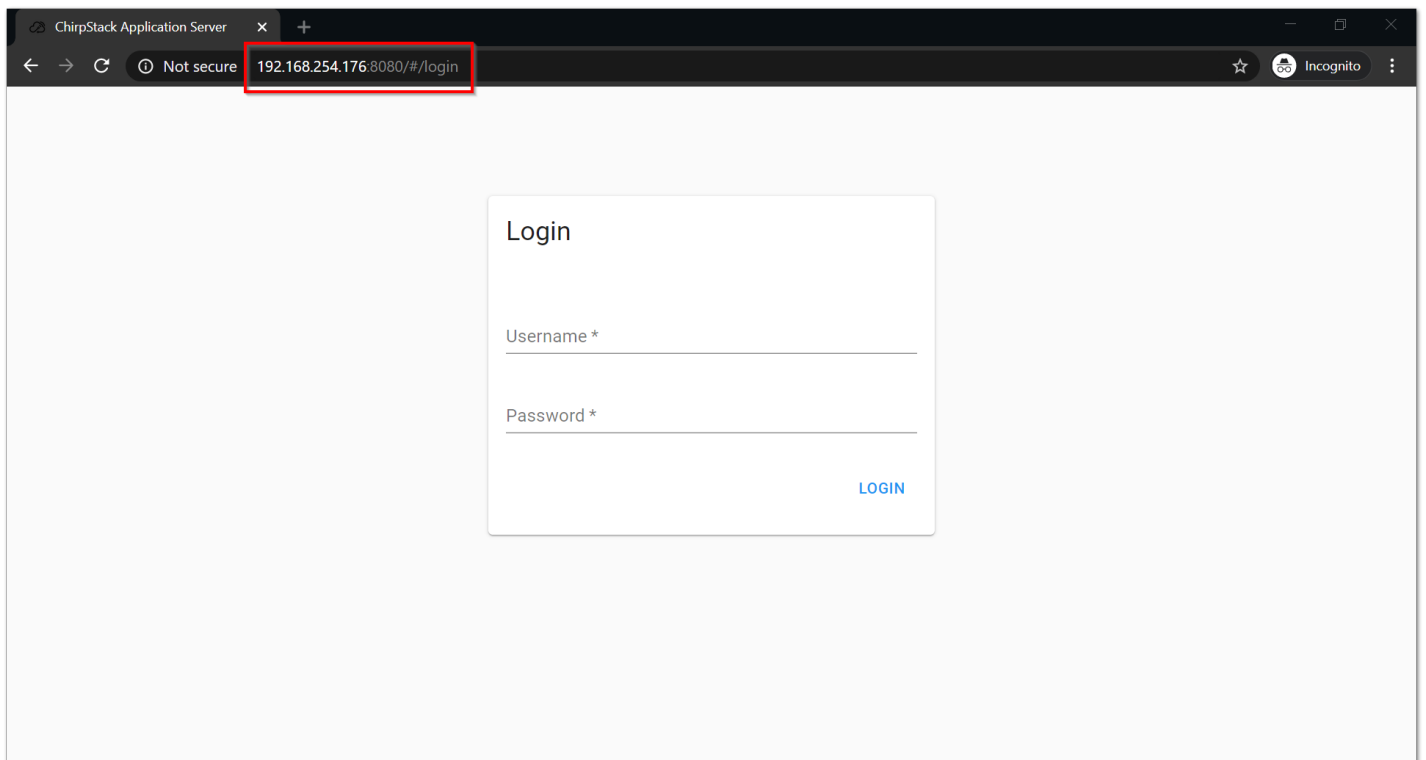 ChirpStack Application Server
Not secure 192.168.254.176:8080/#/login Incognito
Login
Username *
Password *
LOGIN